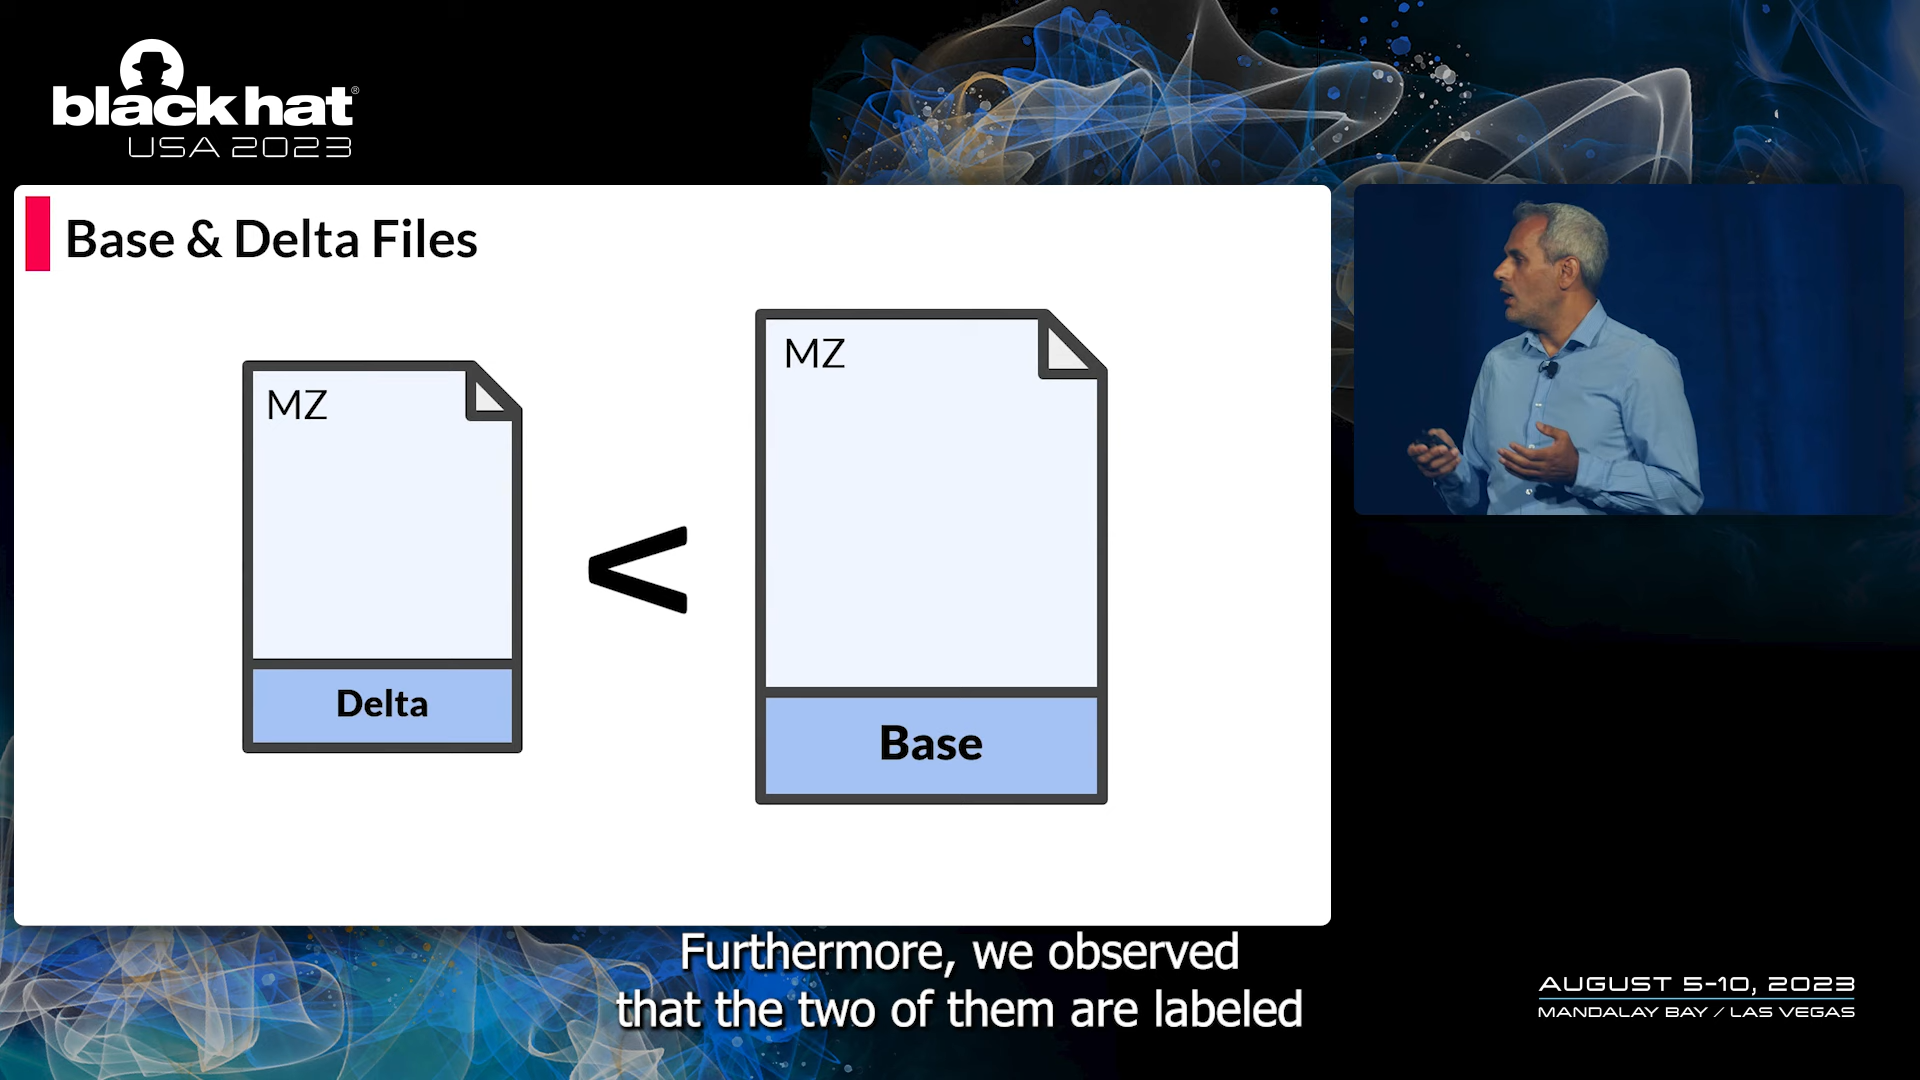 black hat®
USA 2023
Base & Delta Files
MZ
Delta
<
MZ
Base
Furthermore, we observed
that the two of them are labeled
AUGUST 5-10, 2023
MANDALAY BAY / LAS VEGAS